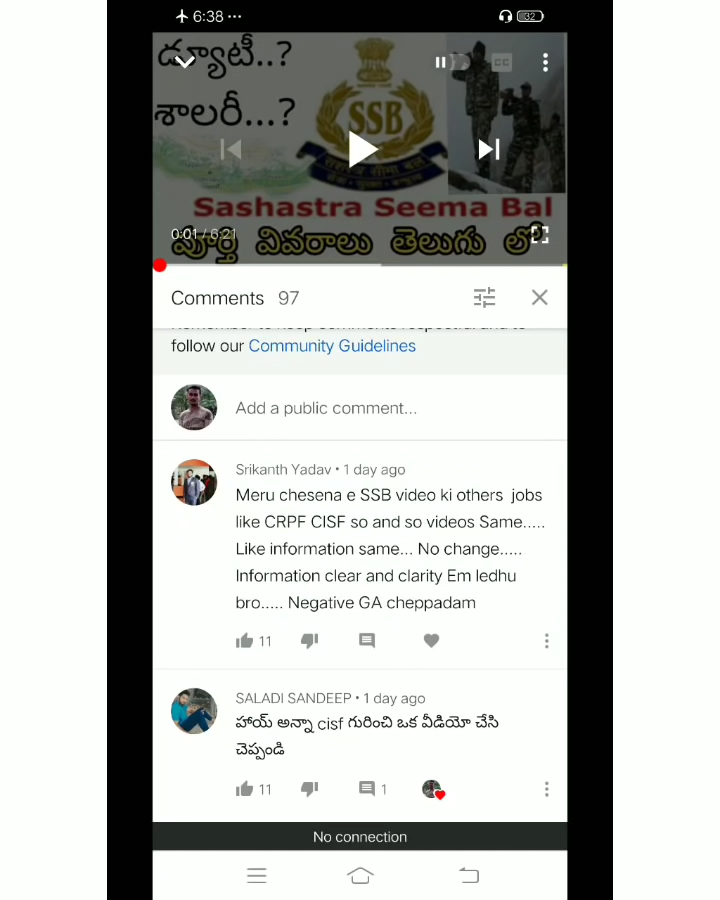 6:38 ...
32
డ్యూటీ..?
CC
శాలరీ...?
SSB
Sashastra Seema Bal
0:01 / 6:21
పూర్తి వివరాలు తెలుగు లో
Comments 97
follow our Community Guidelines
Add a public comment...
Srikanth Yadav • 1 day ago
Meru chesena e SSB video ki others jobs
like CRPF CISF so and so videos Same.....
Like information same... No change.....
Information clear and clarity Em ledhu
bro..... Negative GA cheppadam
11
SALADI SANDEEP • 1 day ago
హాయ్ అన్నా cisf గురించి ఒక వీడియో చేసి
చెప్పండి
11 1
No connection